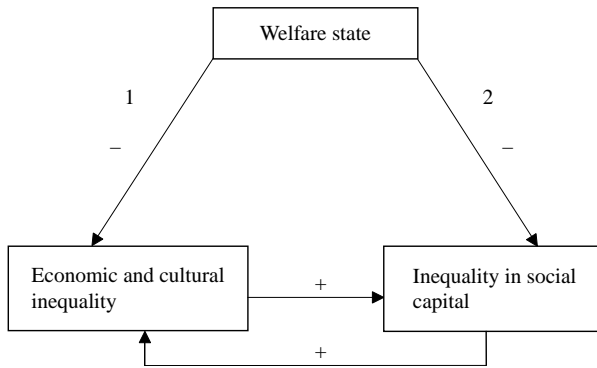 Welfare state
1
2
–
–
Economic and cultural
inequality
+
Inequality in social
capital
+